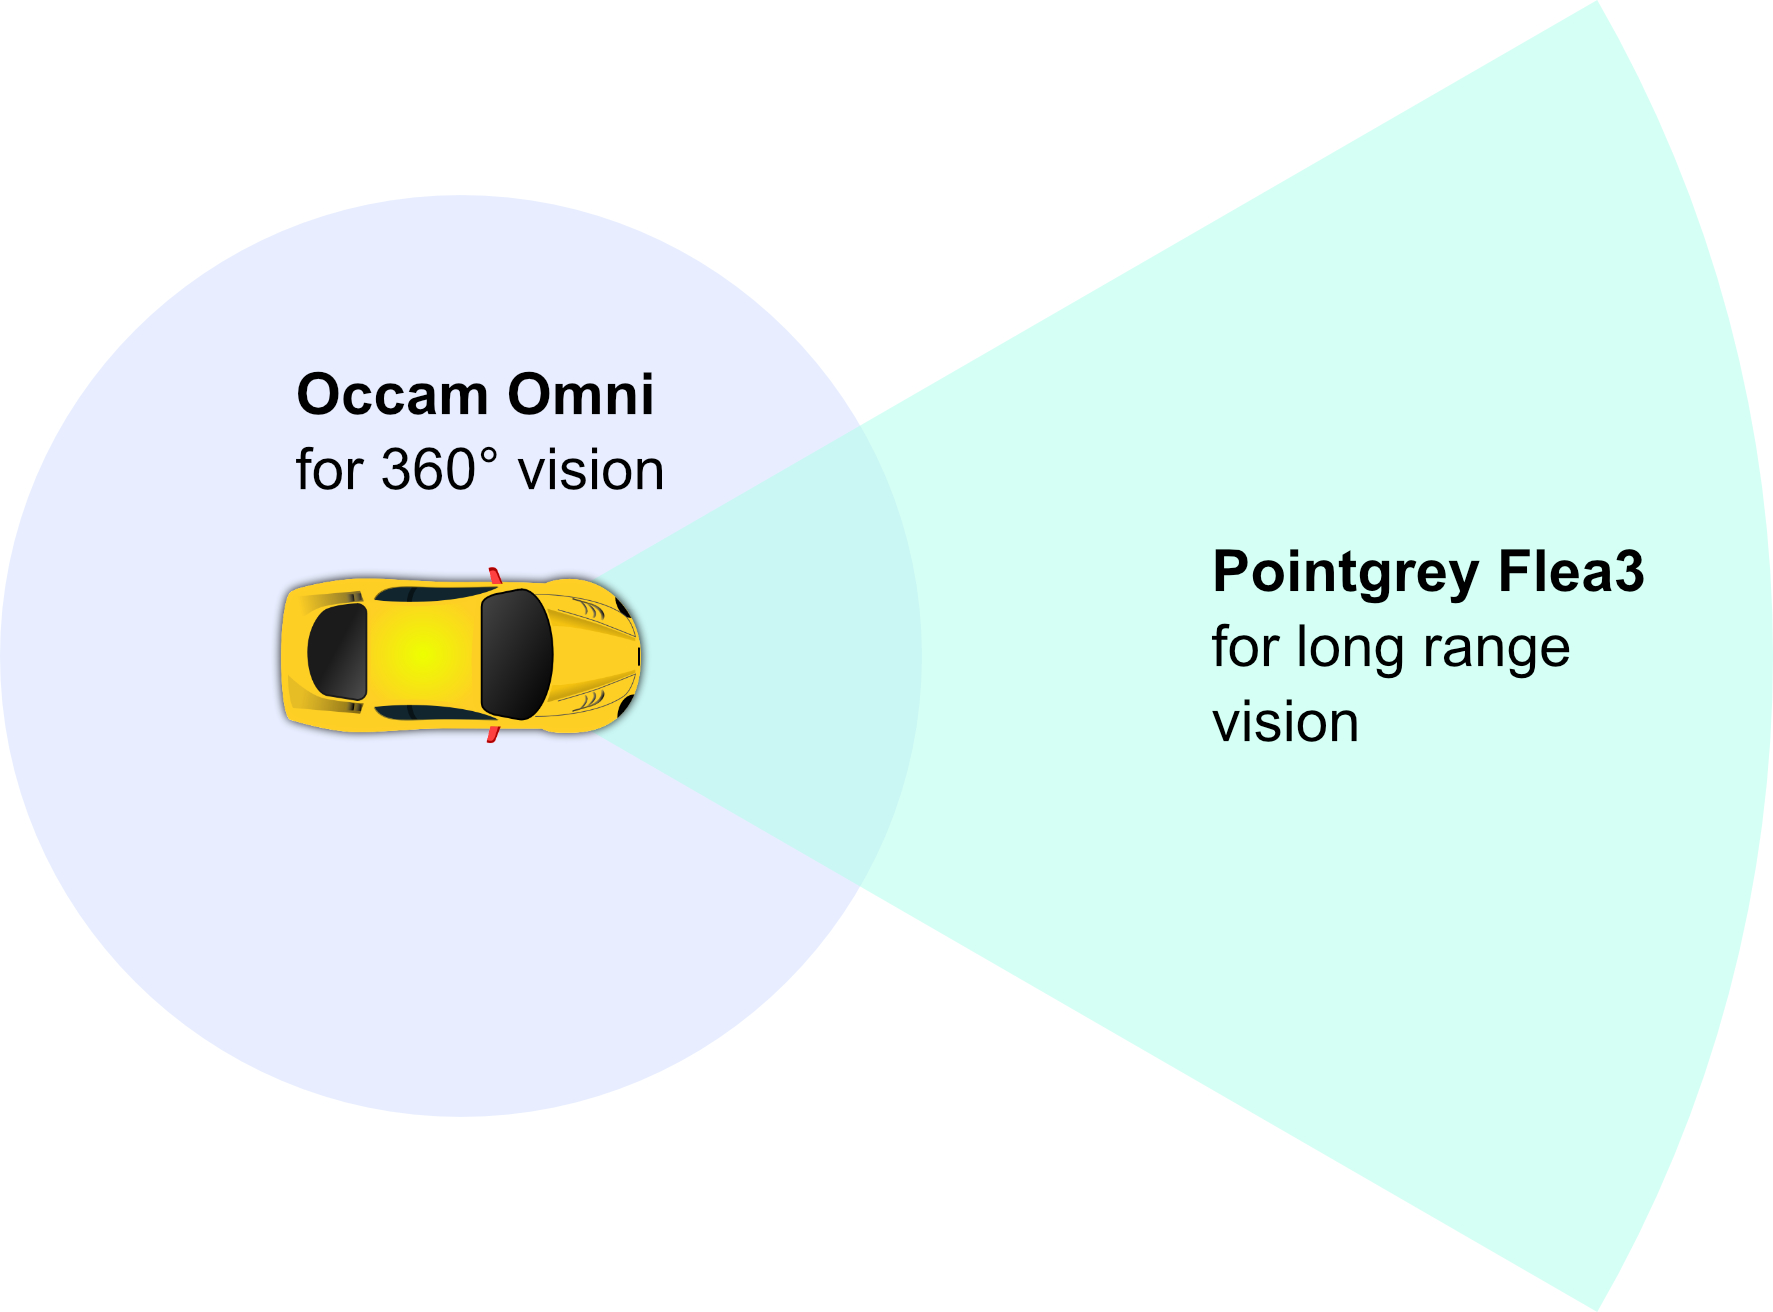 Occam Omni
for 360° vision
Pointgrey Flea3
for long range
vision